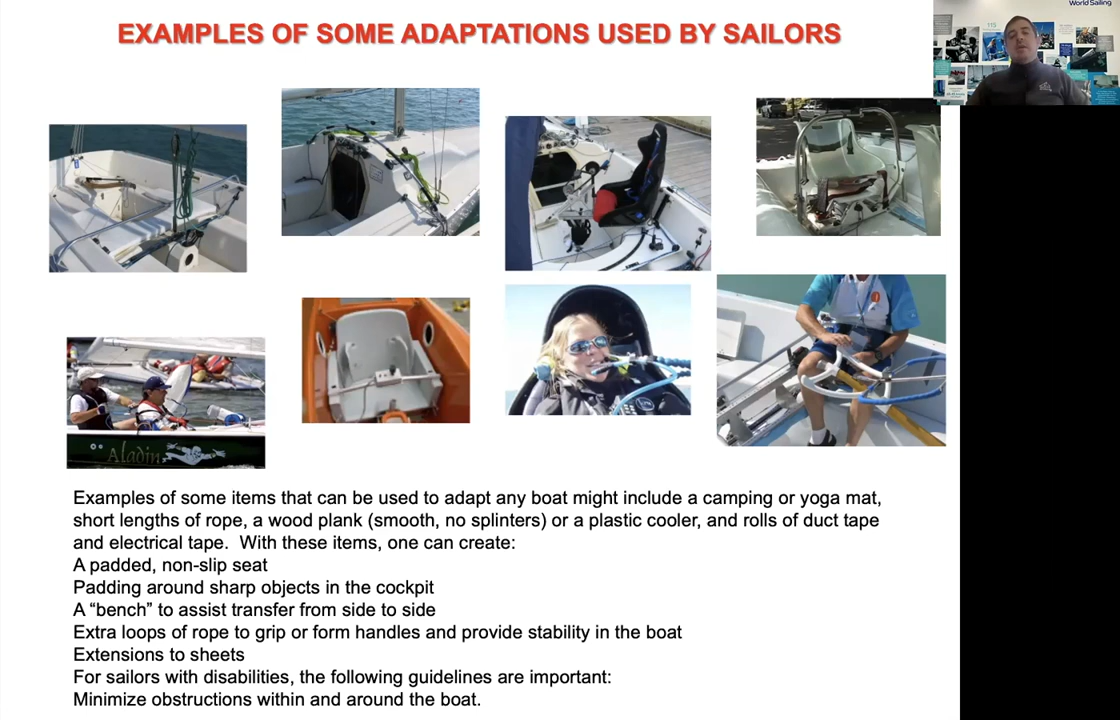 EXAMPLES OF SOME ADAPTATIONS USED BY SAILORS
World Sailing
Aladin
Examples of some items that can be used to adapt any boat might include a camping or yoga mat,
short lengths of rope, a wood plank (smooth, no splinters) or a plastic cooler, and rolls of duct tape
and electrical tape.  With these items, one can create:
A padded, non-slip seat
Padding around sharp objects in the cockpit
A “bench” to assist transfer from side to side
Extra loops of rope to grip or form handles and provide stability in the boat
Extensions to sheets
For sailors with disabilities, the following guidelines are important:
Minimize obstructions within and around the boat.